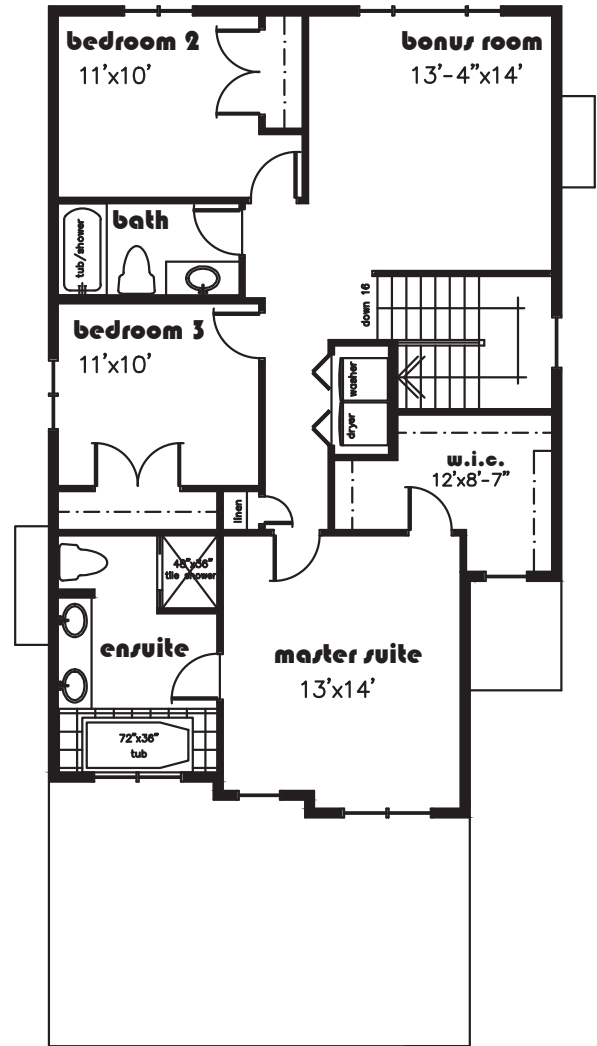 bedroom 2
11'x10'
bonus room
13'-4"x14'
bath
tub/shower
down 16
bedroom 3
11'x10'
washer
dryer
w.i.c.
12'x8'-7"
linen
48"x36"
tile shower
ensuite
master suite
13'x14'
72"x36"
tub